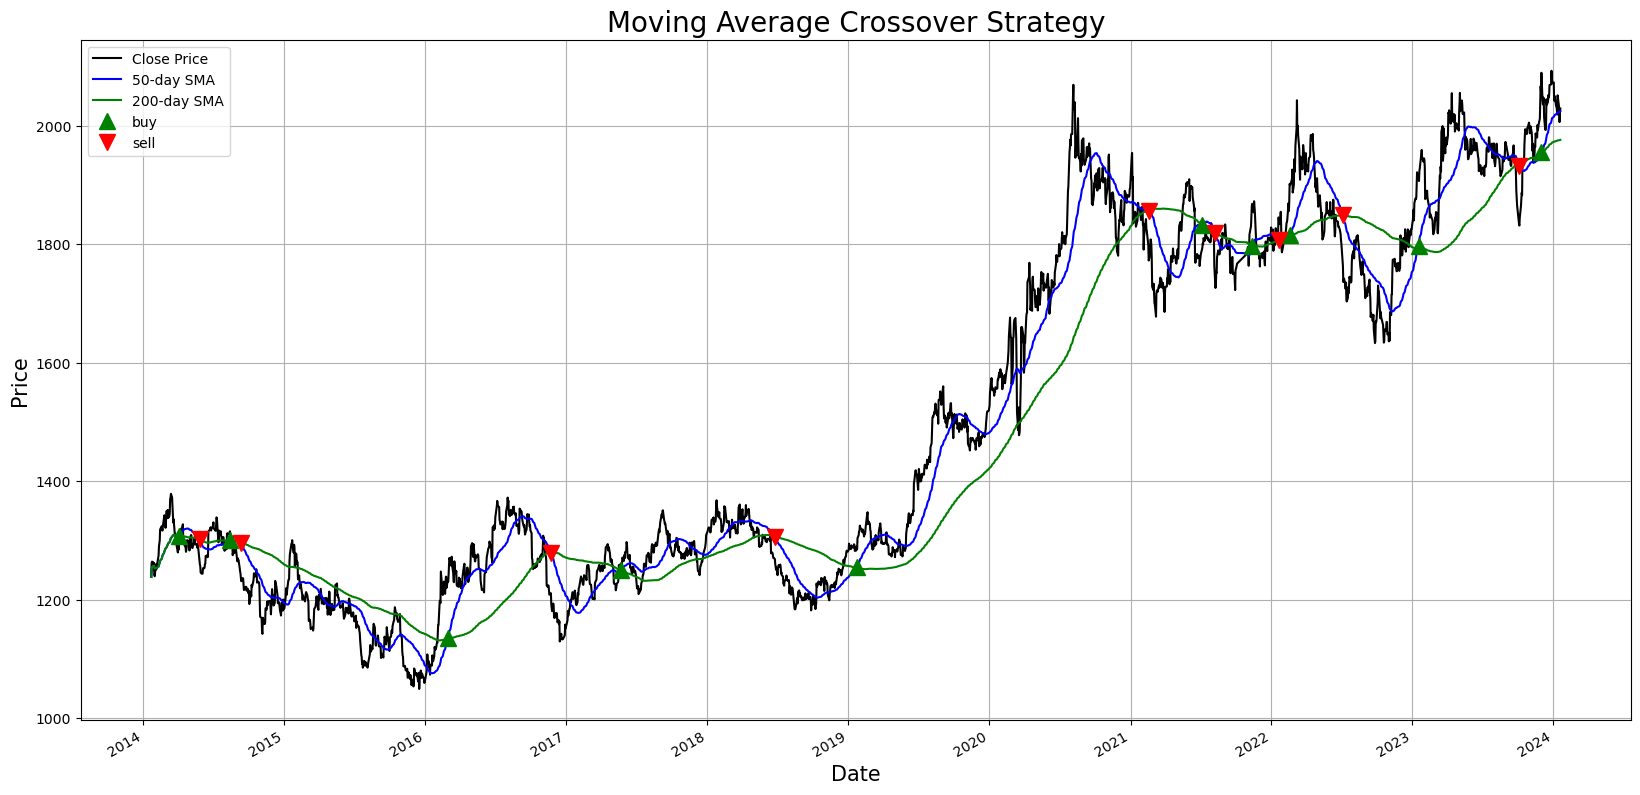 Moving Average Crossover Strategy
Close Price
50-day SMA
200-day SMA
buy
sell
2000
1800
1600
1400
1200
1000
Price
2014
2015
2016
2017
2018
2019
2020
2021
2022
2023
2024
Date